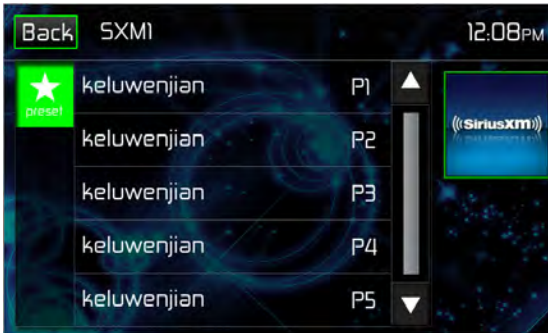 Back SXM1 12:08PM
preset
keluwenjian P1
keluwenjian P2
keluwenjian P3
keluwenjian P4
keluwenjian P5
((SiriusXM))